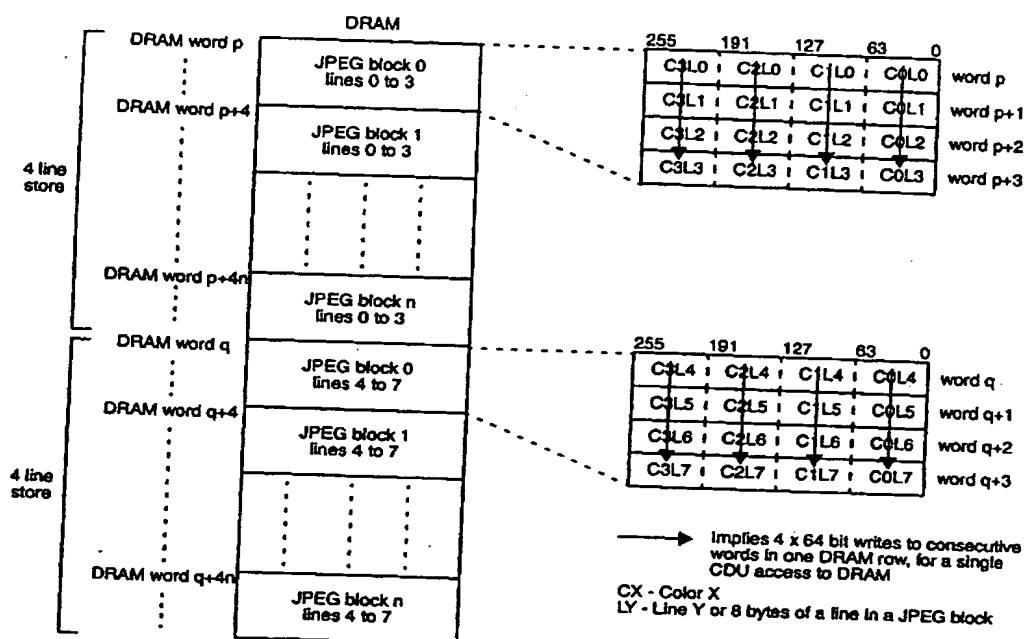 DRAM
DRAM word p
JPEG block 0
lines 0 to 3
DRAM word p+4
JPEG block 1
lines 0 to 3
4 line
store
DRAM word p+4n
JPEG block n
lines 0 to 3
DRAM word q
JPEG block 0
lines 4 to 7
DRAM word q+4
JPEG block 1
lines 4 to 7
4 line
store
DRAM word q+4n
JPEG block n
lines 4 to 7
255 191 127 63 0
C3L0 C2L0 C1L0 C0L0 word p
C3L1 C2L1 C1L1 C0L1 word p+1
C3L2 C2L2 C1L2 C0L2 word p+2
C3L3 C2L3 C1L3 C0L3 word p+3
255 191 127 63 0
C3L4 C2L4 C1L4 C0L4 word q
C3L5 C2L5 C1L5 C0L5 word q+1
C3L6 C2L6 C1L6 C0L6 word q+2
C3L7 C2L7 C1L7 C0L7 word q+3
Implies 4 x 64 bit writes to consecutive
words in one DRAM row, for a single
CDU access to DRAM
CX - Color X
LY - Line Y or 8 bytes of a line in a JPEG block